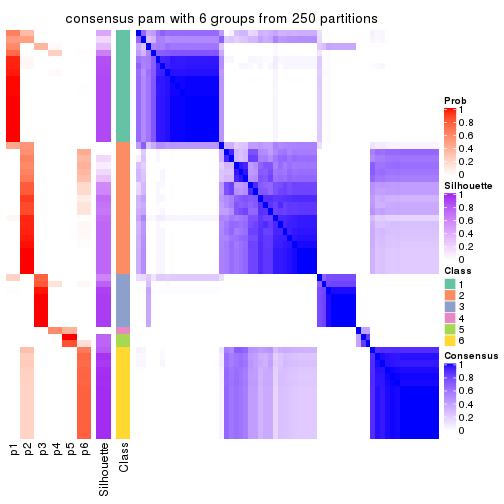 consensus pam with 6 groups from 250 partitions
Prob
1
0.8
0.6
0.4
0.2
0
Silhouette
1
0.8
0.6
0.4
0.2
0
Class
1
2
3
4
5
6
Consensus
1
0.8
0.6
0.4
0.2
0
p1
p2
p3
p4
p5
p6
Silhouette
Class